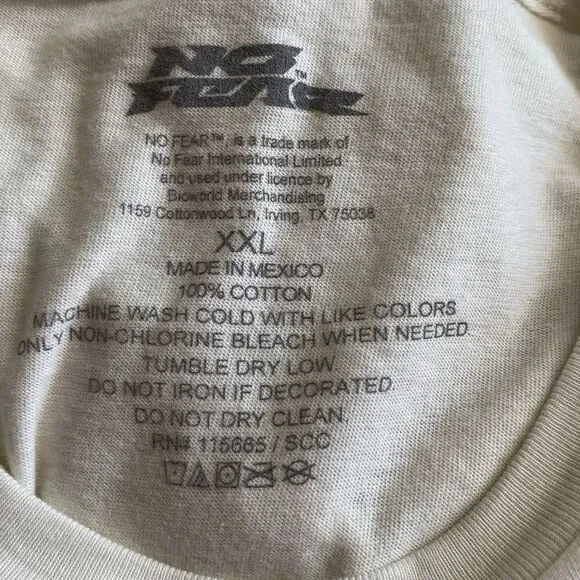 NO
FEAR™
NO FEAR™, is a trade mark of
No Fear International Limited
and used under licence by
Bioworld Merchandising
1159 Cottonwood Ln, Irving, TX 75038
XXL
MADE IN MEXICO
100% COTTON
MACHINE WASH COLD WITH LIKE COLORS
ONLY NON-CHLORINE BLEACH WHEN NEEDED
TUMBLE DRY LOW
DO NOT IRON IF DECORATED
DO NOT DRY CLEAN
RN# 115665 / SCC